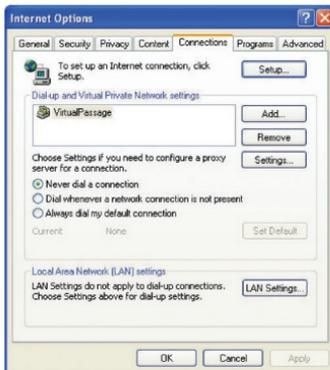 Internet Options
General Security Privacy Content Connections Programs Advanced
To set up an Internet connection, click
Setup.
Setup...
Dial-up and Virtual Private Network settings
VirtualPassage
Add...
Remove
Choose Settings if you need to configure a proxy
server for a connection.
Settings...
Never dial a connection
Dial whenever a network connection is not present
Always dial my default connection
Current None Set Default
Local Area Network (LAN) settings
LAN Settings do not apply to dial-up connections.
Choose Settings above for dial-up settings.
LAN Settings...
OK Cancel Apply